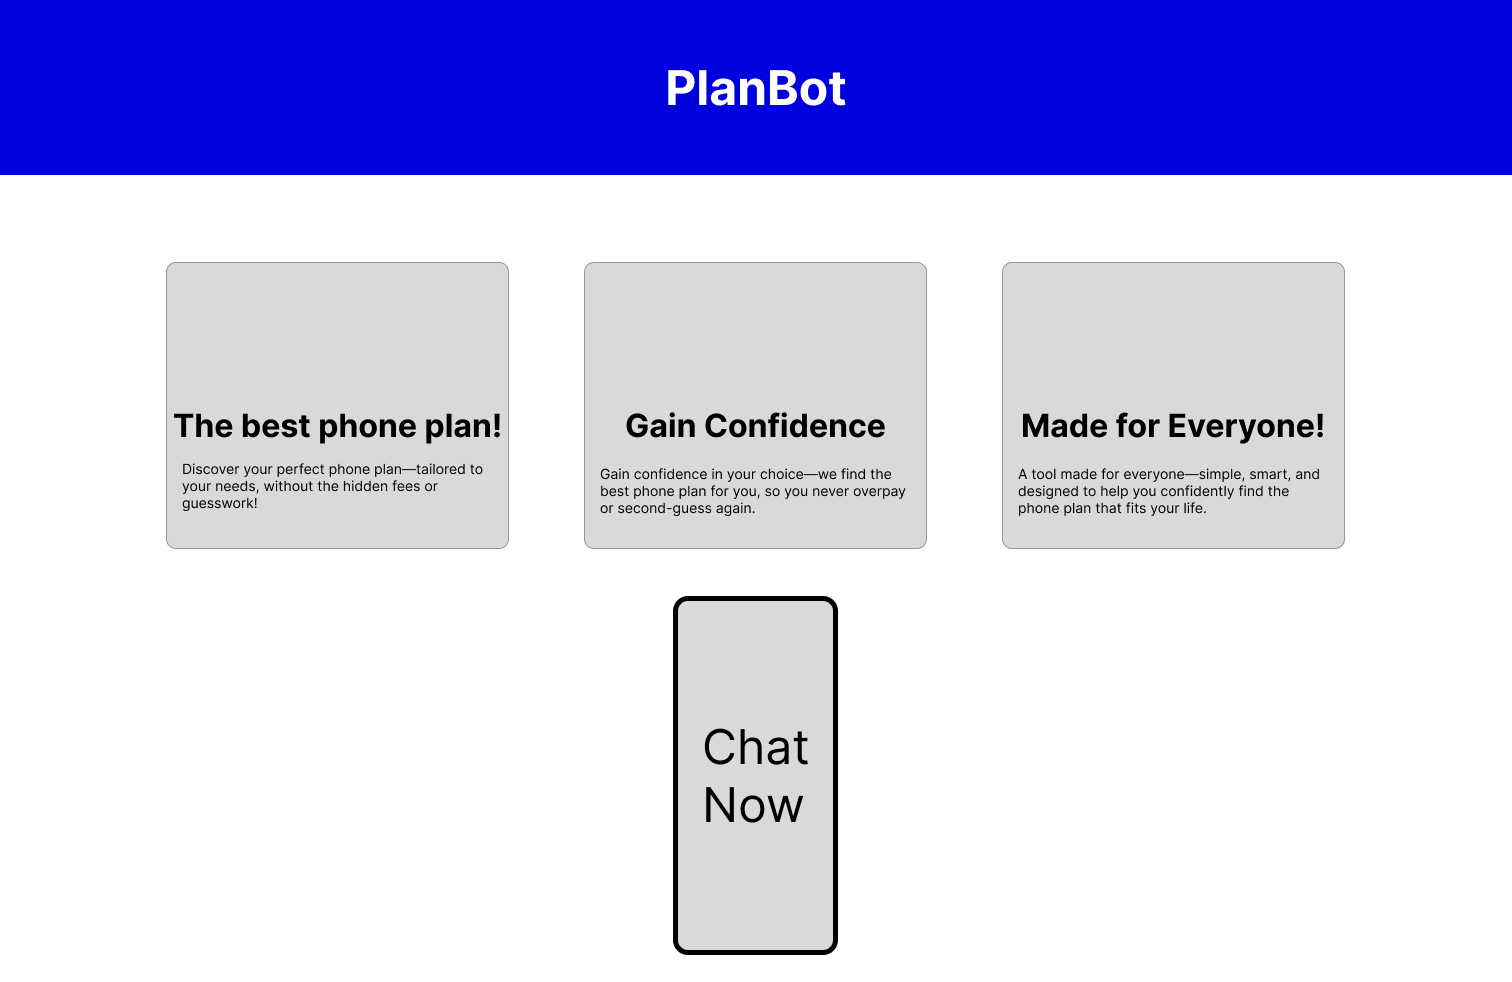 PlanBot
The best phone plan!
Discover your perfect phone plan—tailored to
your needs, without the hidden fees or
guesswork!
Gain Confidence
Gain confidence in your choice—we find the
best phone plan for you, so you never overpay
or second-guess again.
Made for Everyone!
A tool made for everyone—simple, smart, and
designed to help you confidently find the
phone plan that fits your life.
Chat
Now